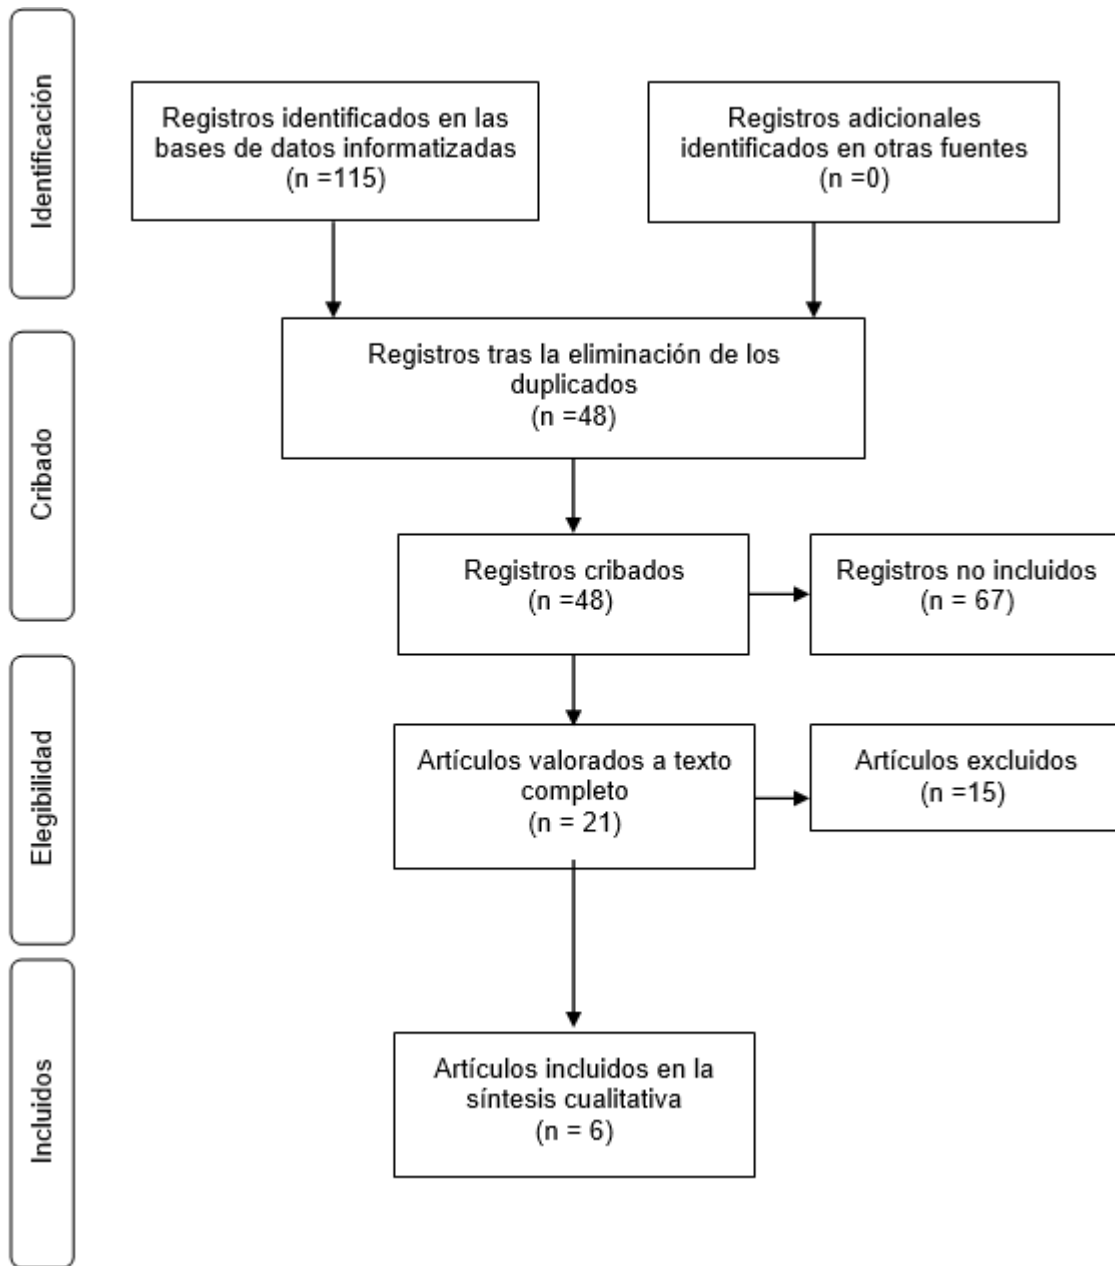 Identificación
Registros identificados en las
bases de datos informatizadas
(n =115)
Registros adicionales
identificados en otras fuentes
(n =0)
Cribado
Registros tras la eliminación de los
duplicados
(n =48)
Registros cribados
(n =48)
Registros no incluidos
(n = 67)
Elegibilidad
Artículos valorados a texto
completo
(n = 21)
Artículos excluidos
(n =15)
Incluidos
Artículos incluidos en la
síntesis cualitativa
(n = 6)